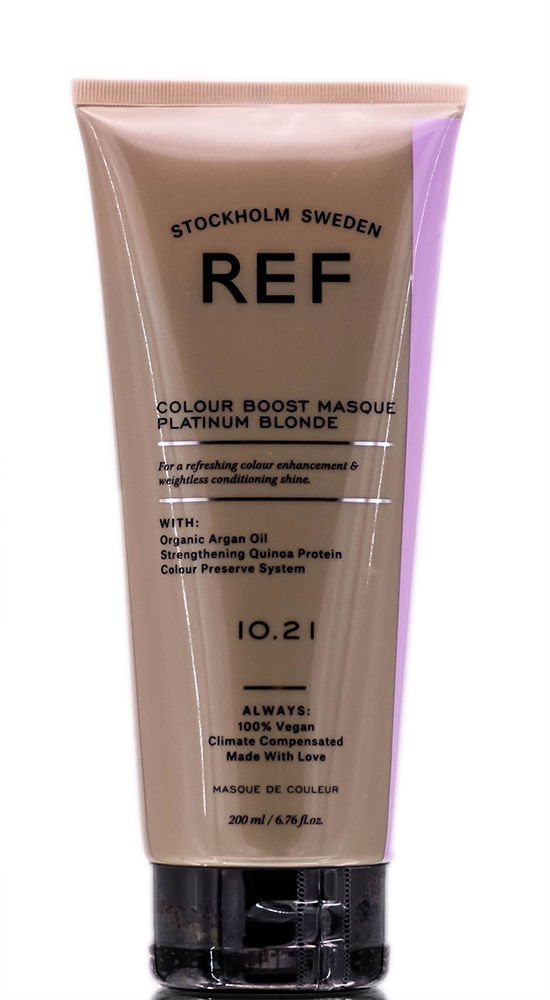 STOCKHOLM SWEDEN
REF
COLOUR BOOST MASQUE
PLATINUM BLONDE
For a refreshing colour enhancement &
weightless conditioning shine.
WITH:
Organic Argan Oil
Strengthening Quinoa Protein
Colour Preserve System
10.21
ALWAYS:
100% Vegan
Climate Compensated
Made With Love
MASQUE DE COULEUR
200 ml / 6.76 fl.oz.